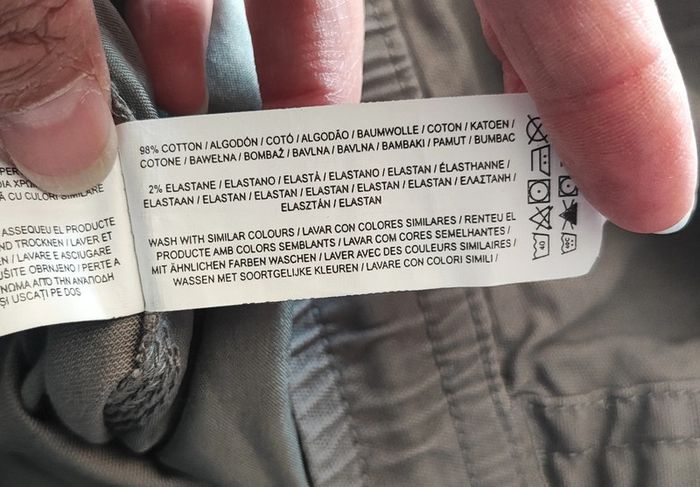 CU CULORI SIMILARE
ASSEQUEU EL PRODUCTE
TROCKNEN / LAVER ET
/ LAVARE E ASCIUGARE
OBRNJENO / PERTE A
ΑΠΟ ΤΗΝ ΑΝΑΠΟΔΗ
ȘI USCAȚI PE DOS
98% COTTON / ALGODÓN / COTÓ / ALGODÃO / BAUMWOLLE / COTON / KATOEN /
COTONE / BAWEŁNA / BOMBAŽ / BAVLNA / BAVLNA / BAMBAKI / PAMUT / BUMBAC
2% ELASTANE / ELASTANO / ELASTÀ / ELASTANO / ELASTAN / ÉLASTHANNE /
ELASTAAN / ELASTAN / ELASTAN / ELASTAN / ELASTAN / ELASTAN / ΕΛΑΣΤΑΝΗ /
ELASZTÁN / ELASTAN
WASH WITH SIMILAR COLOURS / LAVAR CON COLORES SIMILARES / RENTEU EL
PRODUCTE AMB COLORS SEMBLANTS / LAVAR COM CORES SEMELHANTES /
MIT ÄHNLICHEN FARBEN WASCHEN / LAVER AVEC DES COULEURS SIMILAIRES /
WASSEN MET SOORTGELIJKE KLEUREN / LAVARE CON COLORI SIMILI /